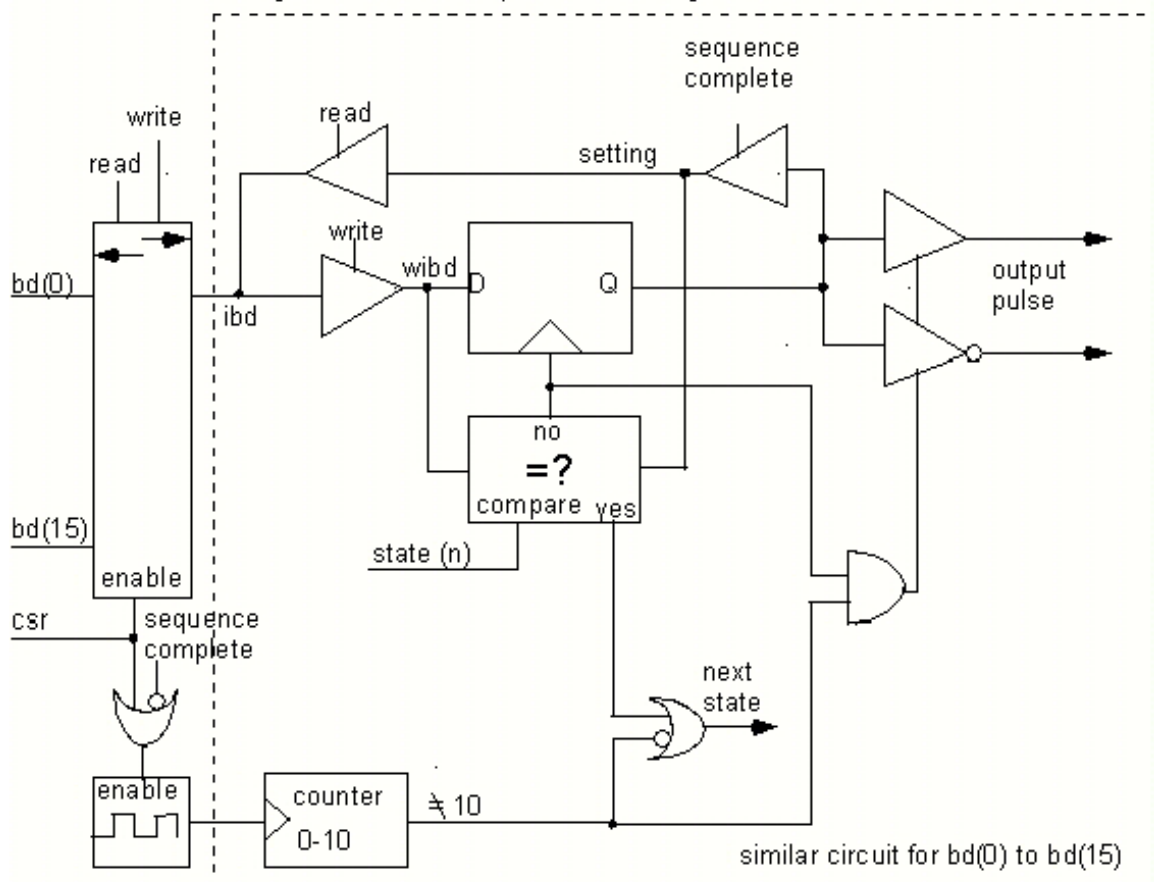 sequence
complete
read
write
read
setting
write
wibd
bd(0)
D
Q
output
pulse
ibd
no
=?
compare yes
bd(15)
state (n)
enable
csr
sequence
complete
next
state
enable
counter
0-10
≠ 10
similar circuit for bd(0) to bd(15)